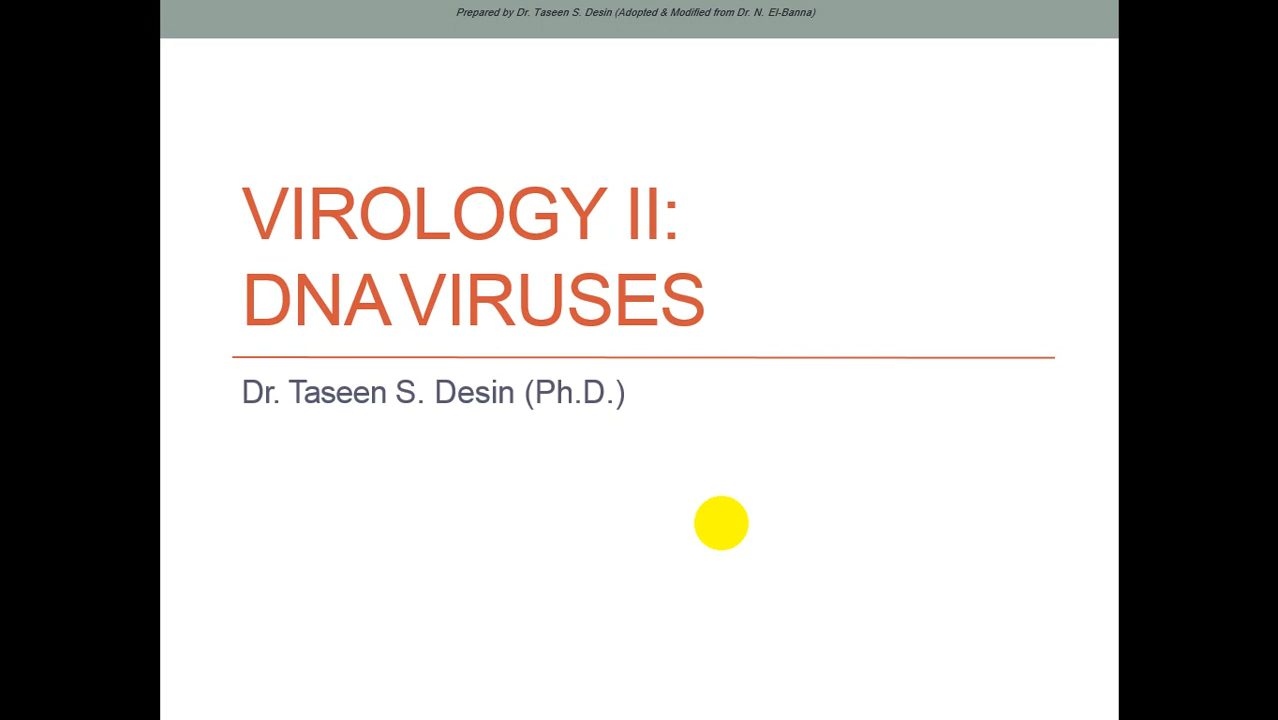 Prepared by Dr. Taseen S. Desin (Adopted & Modified from Dr. N. El-Banna)
VIROLOGY II:
DNA VIRUSES
Dr. Taseen S. Desin (Ph.D.)